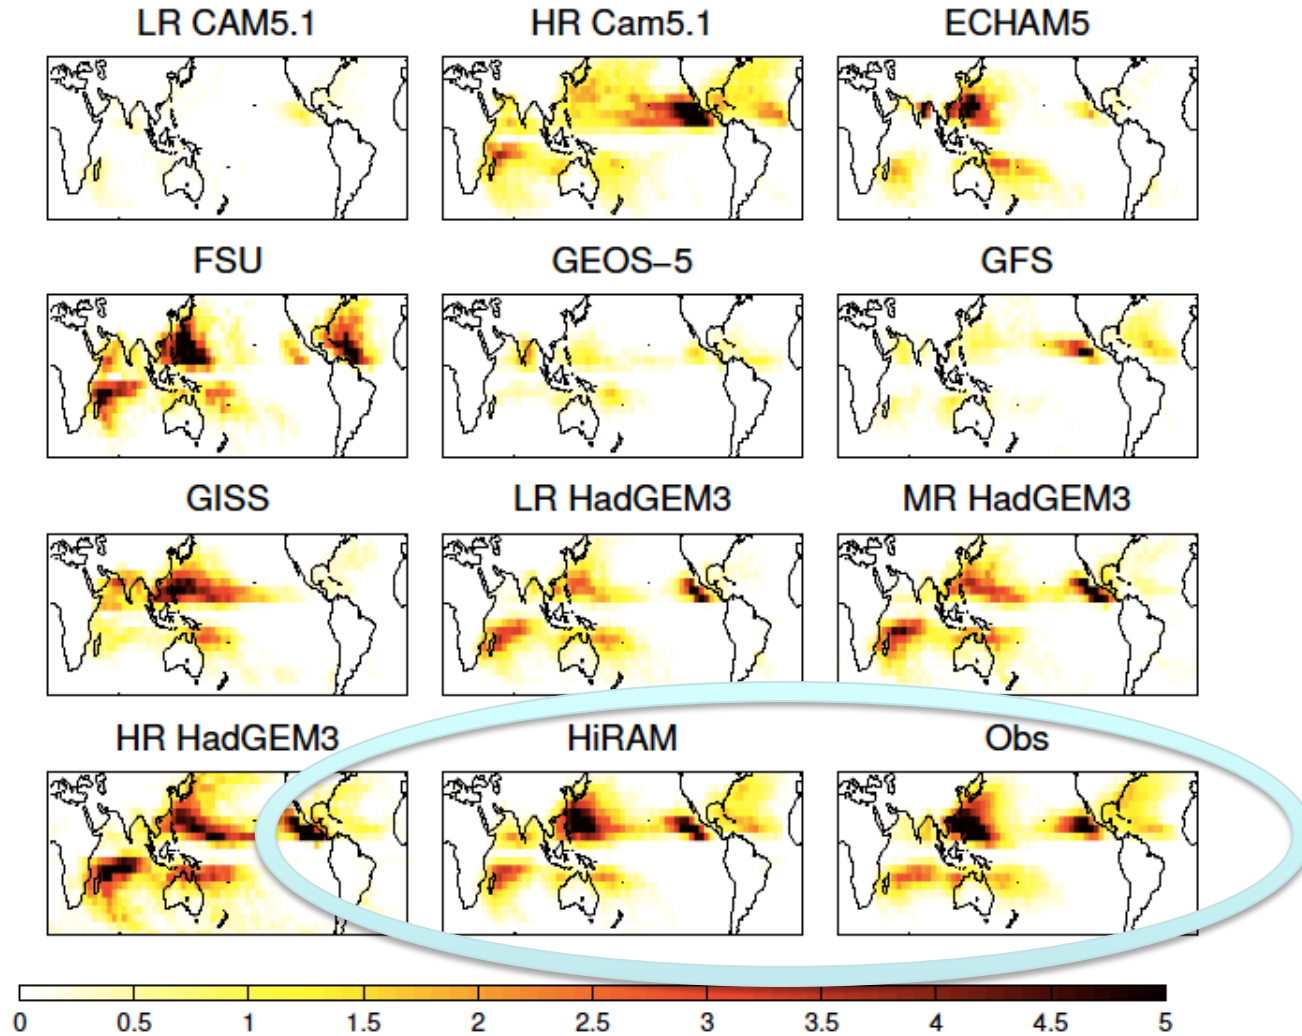 LR CAM5.1 HR Cam5.1 ECHAM5
FSU GEOS−5 GFS
GISS LR HadGEM3 MR HadGEM3
HR HadGEM3 HiRAM Obs
0 0.5 1 1.5 2 2.5 3 3.5 4 4.5 5